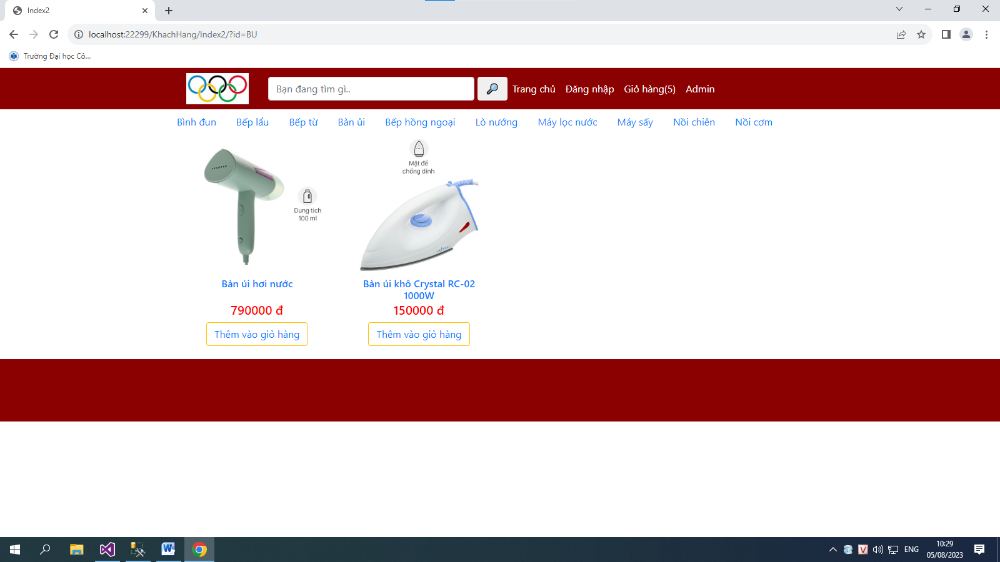 Index2
localhost:22299/KhachHang/Index2/?id=BU
Trường Đại học Cô...
Bạn đang tìm gì..
Trang chủ Đăng nhập Giỏ hàng(5) Admin
Bình đun Bếp lẩu Bếp từ Bàn ủi Bếp hồng ngoại Lò nướng Máy lọc nước Máy sấy Nồi chiên Nồi cơm
Dung tích
100 ml
Mặt đế
chống dính
CRYSTAL
Bàn ủi hơi nước
790000 đ
Thêm vào giỏ hàng
Bàn ủi khô Crystal RC-02
1000W
150000 đ
Thêm vào giỏ hàng
ENG
10:29
05/08/2023